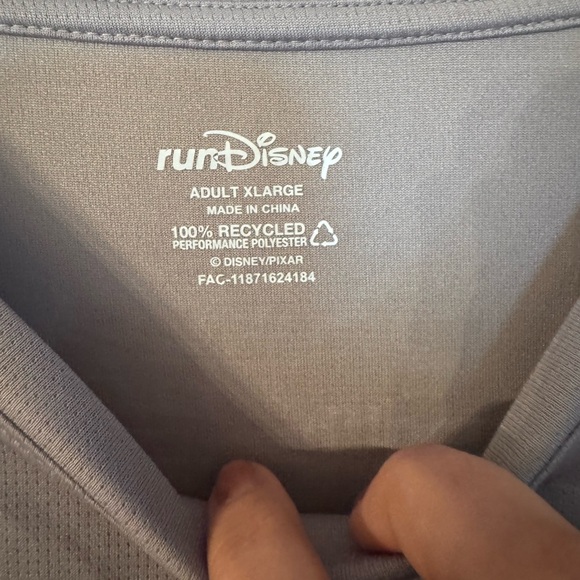 runDisney
ADULT XLARGE
MADE IN CHINA
100% RECYCLED
PERFORMANCE POLYESTER
© DISNEY/PIXAR
FAC-11871624184